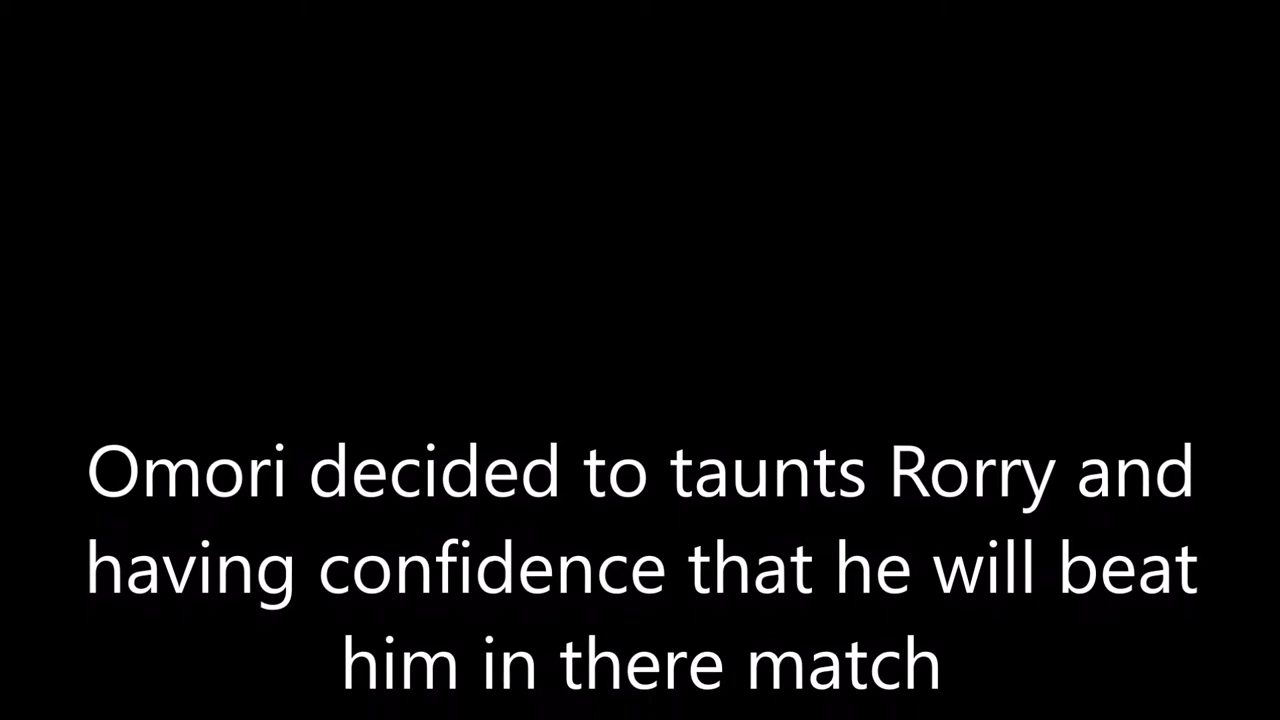 Omori decided to taunts Rorry and
having confidence that he will beat
him in there match